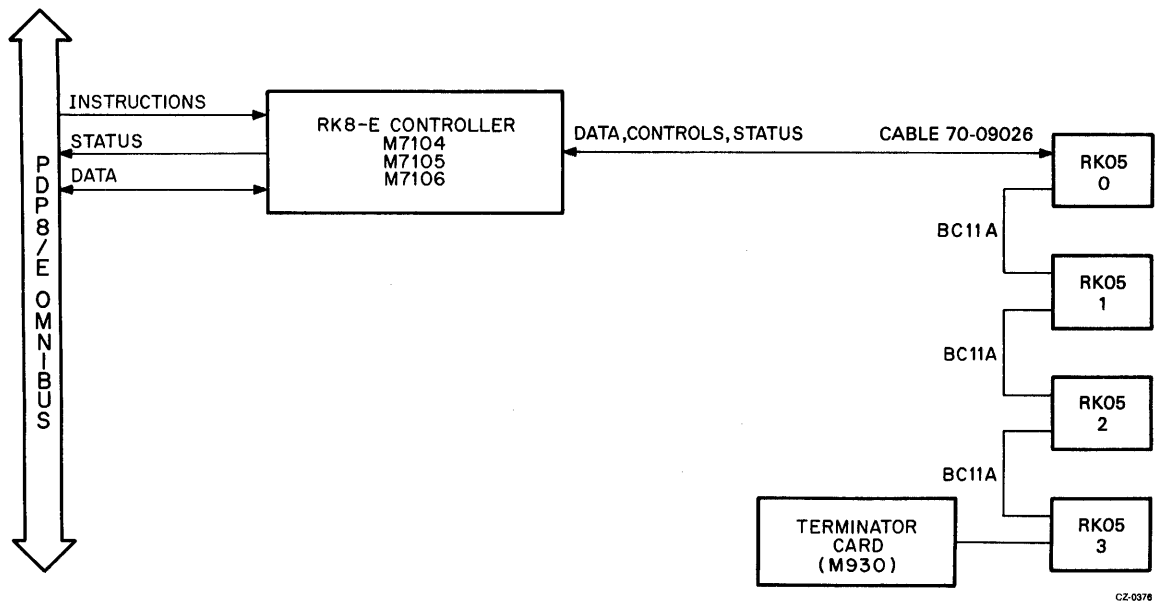 PDP8/E OMNIBUS
INSTRUCTIONS
STATUS
DATA
RK8-E CONTROLLER
M7104
M7105
M7106
DATA,CONTROLS,STATUS
CABLE 70-09026
RK05
0
BC11A
RK05
1
BC11A
RK05
2
BC11A
RK05
3
TERMINATOR
CARD
(M930)
CZ-0376